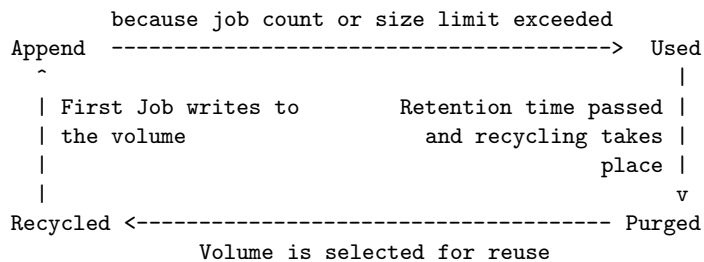 because job count or size limit exceeded
Append ----------------------------------------> Used
^ |
| First Job writes to Retention time passed |
| the volume and recycling takes |
| place |
| v
Recycled <-------------------------------------- Purged
Volume is selected for reuse